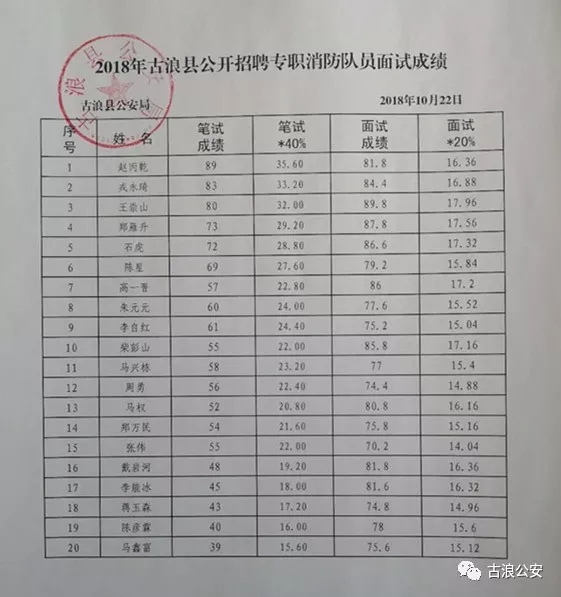 2018年古浪县公开招聘专职消防队员面试成绩
古浪县公安局
古浪县公安局 2018年10月22日
序号 姓 名 笔试成绩 笔试*40% 面试成绩 面试*20%
1 赵丙乾 89 35.60 81.8 16.36
2 戎永琦 83 33.20 84.4 16.88
3 王崇山 80 32.00 89.8 17.96
4 郑雁升 73 29.20 87.8 17.56
5 石虎 72 28.80 86.6 17.32
6 陈星 69 27.60 79.2 15.84
7 高一晋 57 22.80 86 17.2
8 朱元元 60 24.00 77.6 15.52
9 李自红 61 24.40 75.2 15.04
10 柴彭山 55 22.00 85.8 17.16
11 马兴栋 58 23.20 77 15.4
12 周勇 56 22.40 74.4 14.88
13 马权 52 20.80 80.8 16.16
14 郑万民 54 21.60 75.8 15.16
15 张伟 55 22.00 70.2 14.04
16 戴岩河 48 19.20 81.8 16.36
17 李能冰 45 18.00 81.6 16.32
18 蒋玉森 43 17.20 74.8 14.96
19 陈彦霖 40 16.00 78 15.6
20 马鑫富 39 15.60 75.6 15.12
古浪公安